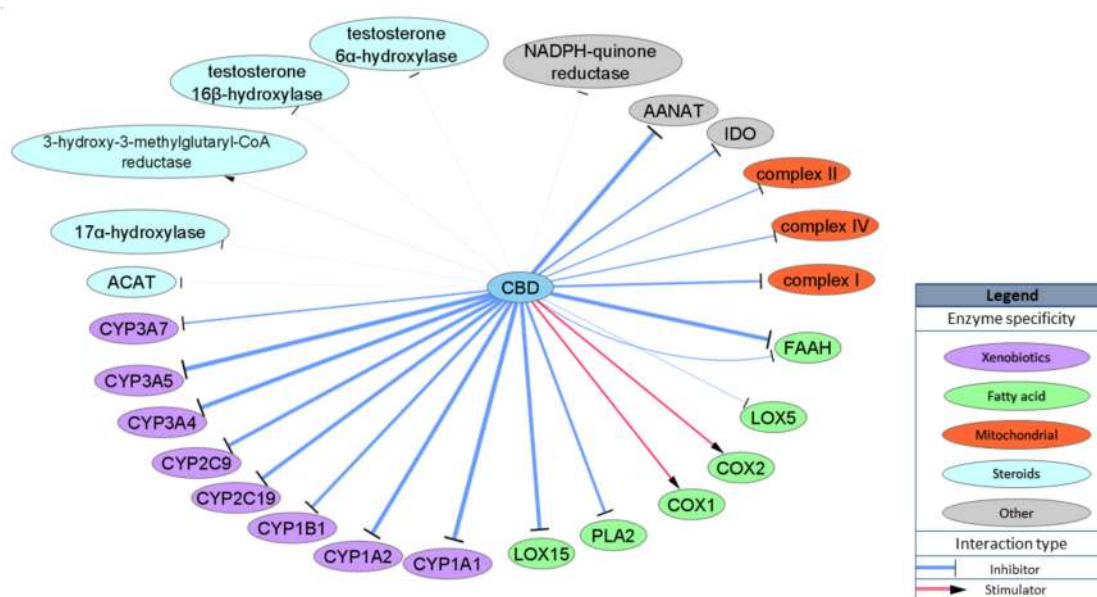 testosterone
6α-hydroxylase
NADPH-quinone
reductase
testosterone
16β-hydroxylase
AANAT
IDO
3-hydroxy-3-methylglutaryl-CoA
reductase
complex II
complex IV
17α-hydroxylase
complex I
ACAT
CBD
CYP3A7
FAAH
CYP3A5
LOX5
CYP3A4
COX2
CYP2C9
COX1
CYP2C19
PLA2
CYP1B1
LOX15
CYP1A2
CYP1A1
Legend
Enzyme specificity
Xenobiotics
Fatty acid
Mitochondrial
Steroids
Other
Interaction type
Inhibitor
Stimulator